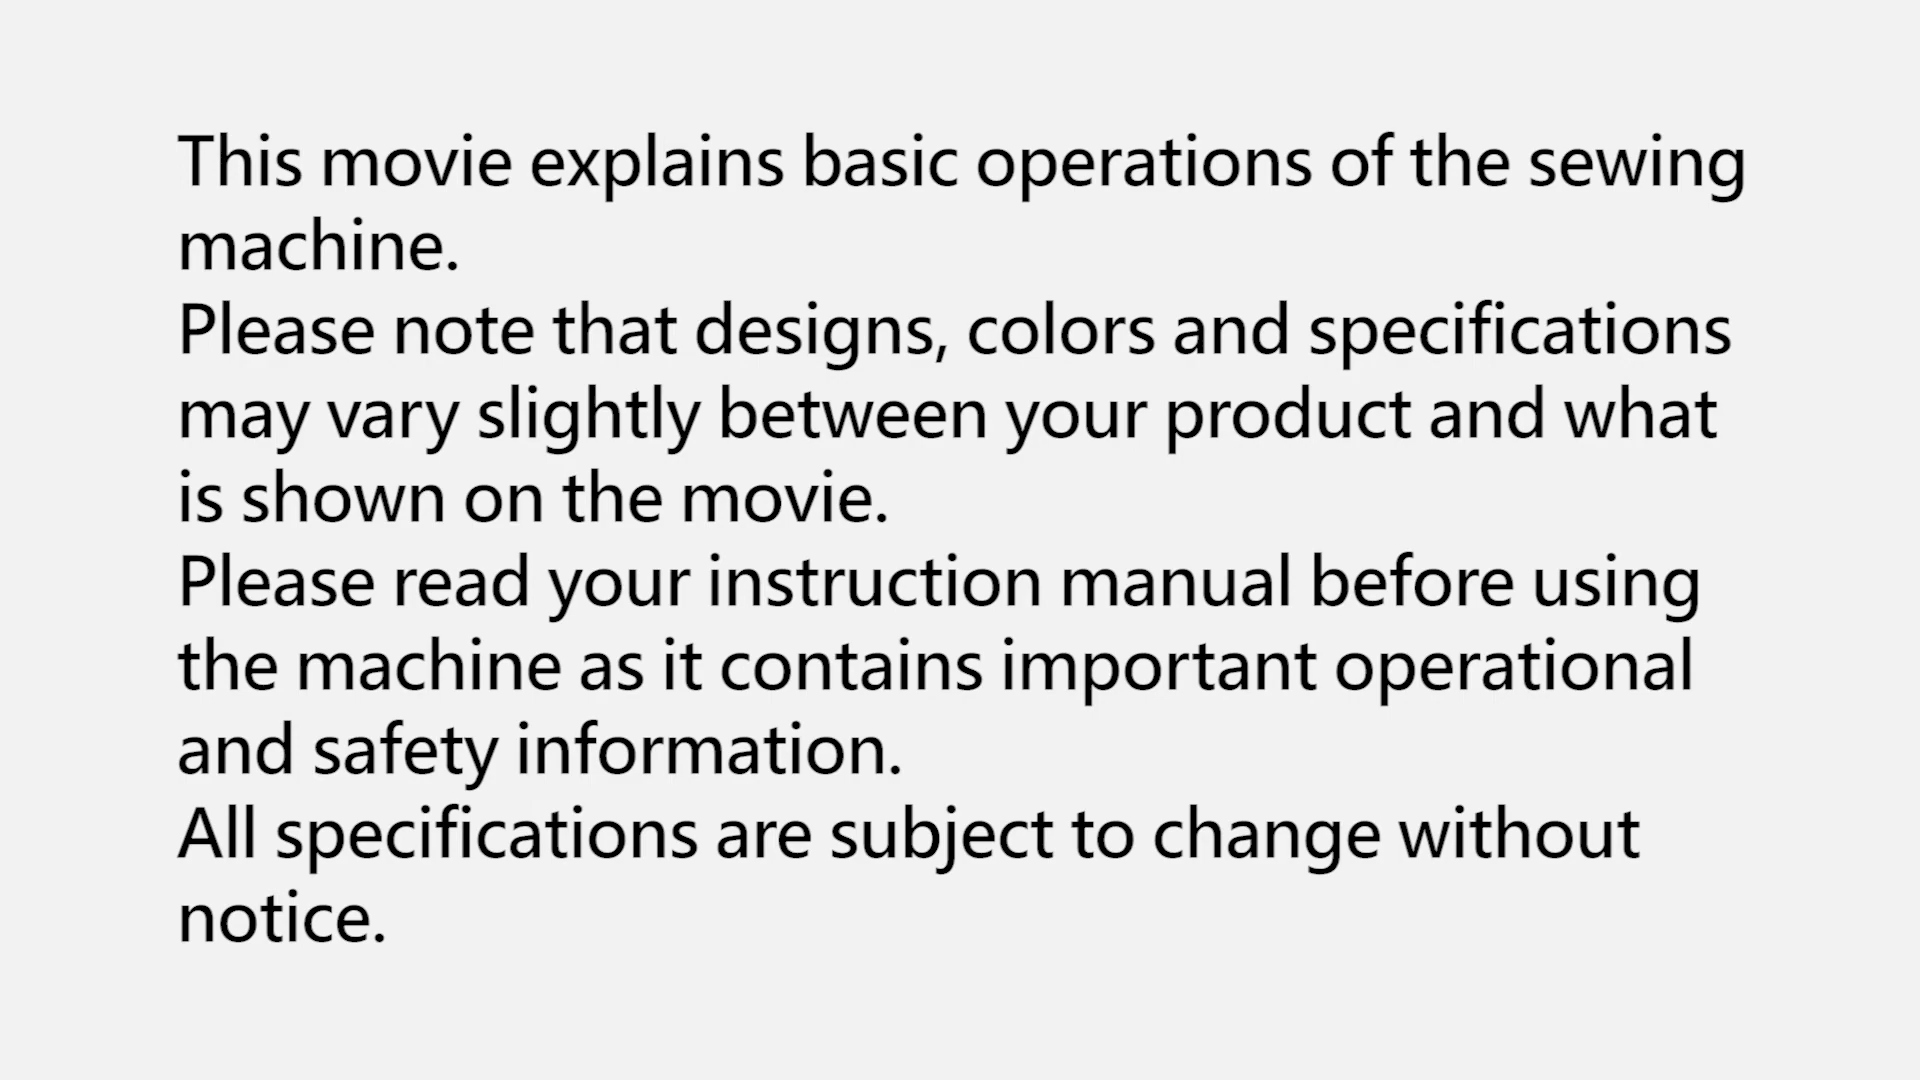 This movie explains basic operations of the sewing
machine.
Please note that designs, colors and specifications
may vary slightly between your product and what
is shown on the movie.
Please read your instruction manual before using
the machine as it contains important operational
and safety information.
All specifications are subject to change without
notice.